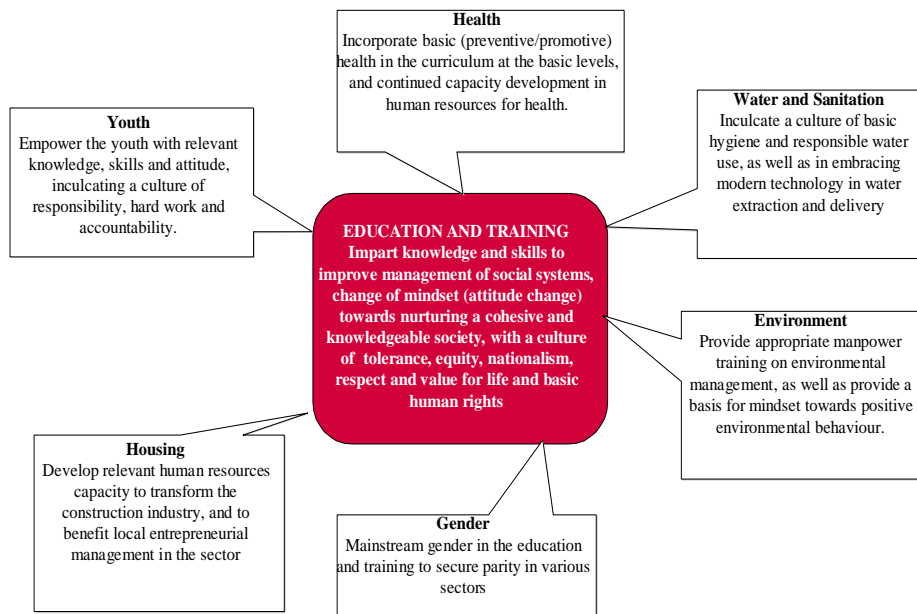 Health
Incorporate basic (preventive/promotive)
health in the curriculum at the basic levels,
and continued capacity development in
human resources for health.
Youth
Empower the youth with relevant
knowledge, skills and attitude,
inculcating a culture of
responsibility, hard work and
accountability.
Water and Sanitation
Inculcate a culture of basic
hygiene and responsible water
use, as well as in embracing
modern technology in water
extraction and delivery
EDUCATION AND TRAINING
Impart knowledge and skills to
improve management of social systems,
change of mindset (attitude change)
towards nurturing a cohesive and
knowledgeable society, with a culture
of tolerance, equity, nationalism,
respect and value for life and basic
human rights
Environment
Provide appropriate manpower
training on environmental
management, as well as provide a
basis for mindset towards positive
environmental behaviour.
Housing
Develop relevant human resources
capacity to transform the
construction industry, and to
benefit local entrepreneurial
management in the sector
Gender
Mainstream gender in the education
and training to secure parity in various
sectors